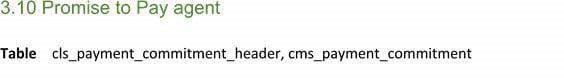 3.10 Promise to Pay agent
Table cls_payment_commitment_header, cms_payment_commitment